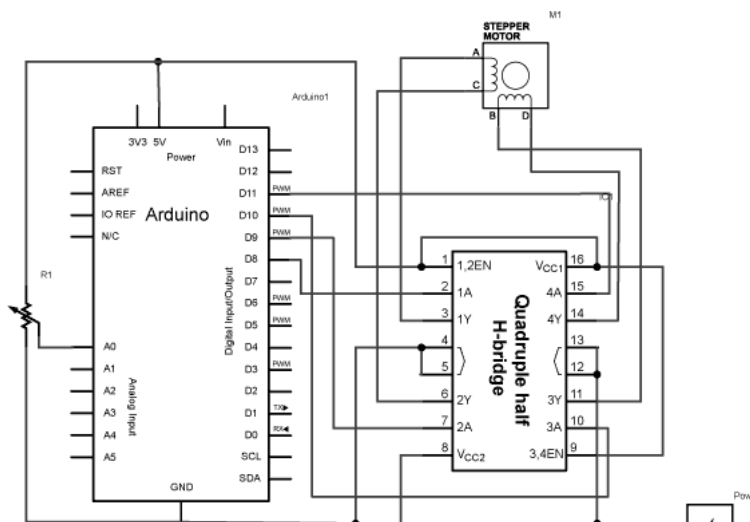 M1
STEPPER
MOTOR
A
C
B
D
Arduino1
3V3 5V
Vin
Power
D13
RST
D12
AREF
D11 PWM
IO REF
Arduino
D10 PWM
N/C
D9 PWM
D8
D7
D6 PWM
D5 PWM
D4
D3 PWM
D2
D1 TX▶
D0 RX◀
SCL
SDA
Digital Input/Output
R1
A0
A1
A2
A3
A4
A5
Analog Input
GND
IC1
Quadruple half
H-bridge
1 1,2EN
2 1A
3 1Y
4
5
6 2Y
7 2A
8 VCC2
VCC1 16
4A 15
4Y 14
13
12
3Y 11
3A 10
3,4EN 9
Pow